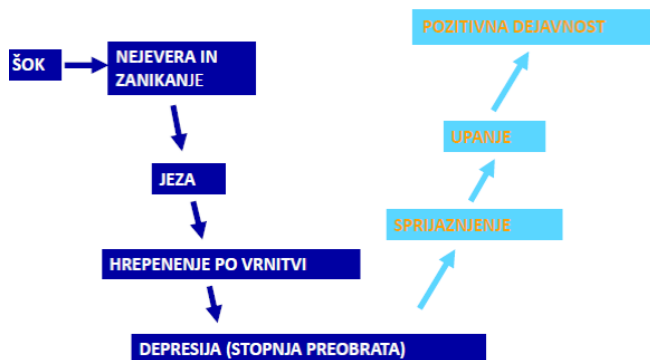 ŠOK
NEJEVERA IN
ZANIKANJE
JEZA
HREPENENJE PO VRNITVI
DEPRESIJA (STOPNJA PREOBRATA)
SPRIJAZNJENJE
UPANJE
POZITIVNA DEJAVNOST